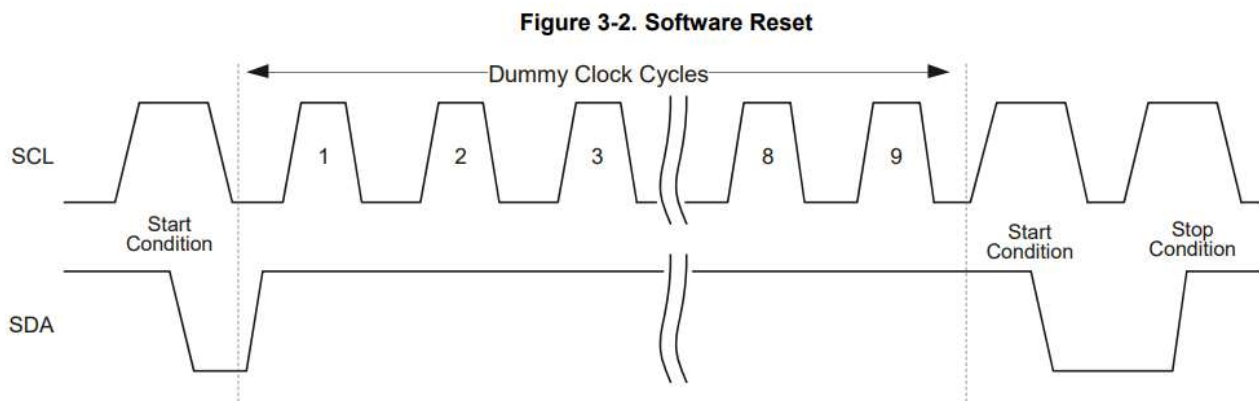 Figure 3-2. Software Reset
Dummy Clock Cycles
SCL
1
2
3
8
9
Start
Condition
Start
Condition
Stop
Condition
SDA